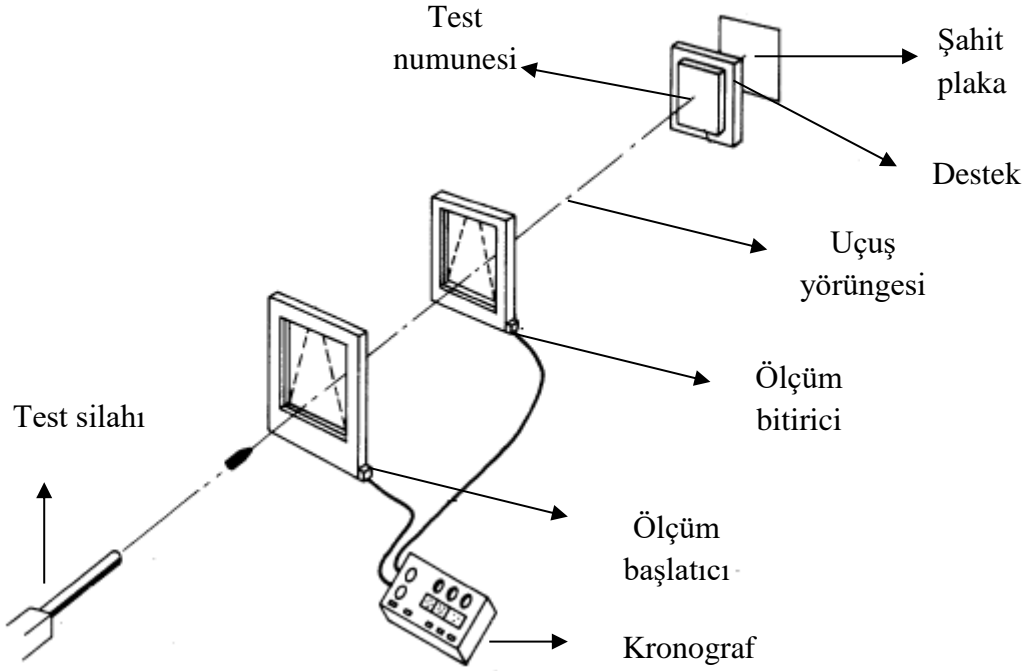 Test
numunesi
Şahit
plaka
Destek
Uçuş
yörüngesi
Ölçüm
bitirici
Test silahı
Ölçüm
başlatıcı
Kronograf